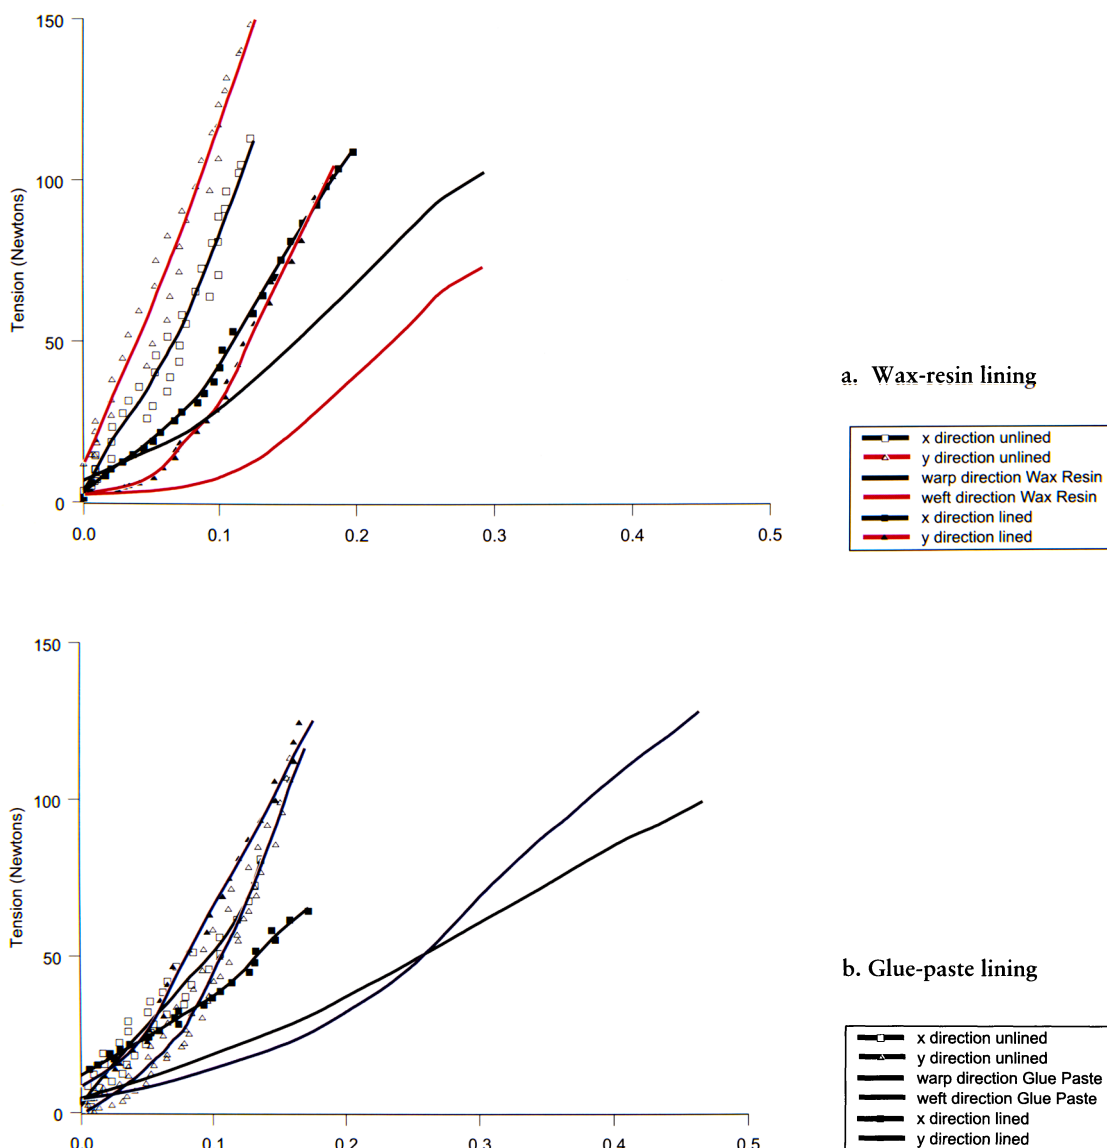 150
100
50
0
Tension (Newtons)
0.0 0.1 0.2 0.3 0.4 0.5
a. Wax-resin lining
x direction unlined
y direction unlined
warp direction Wax Resin
weft direction Wax Resin
x direction lined
y direction lined
150
100
50
0
Tension (Newtons)
0.0 0.1 0.2 0.3 0.4 0.5
b. Glue-paste lining
x direction unlined
y direction unlined
warp direction Glue Paste
weft direction Glue Paste
x direction lined
y direction lined